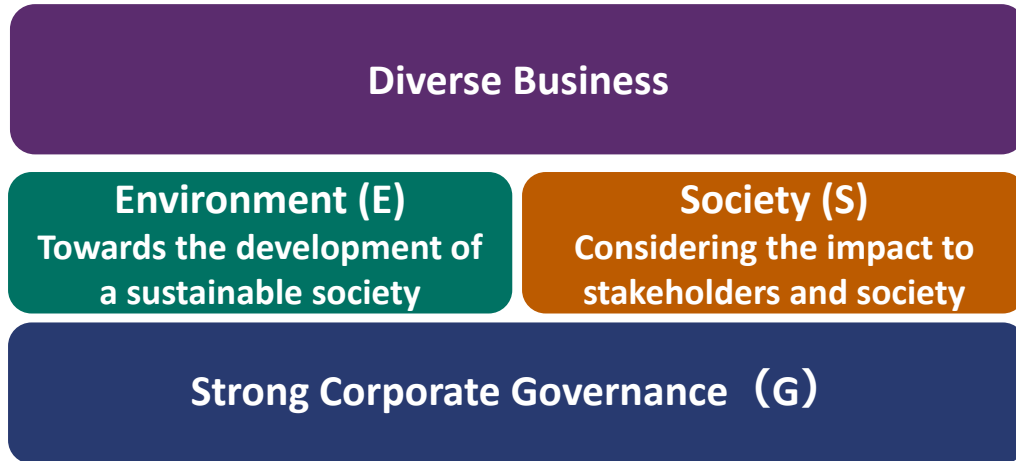 Diverse Business
Environment (E)
Towards the development of
a sustainable society
Society (S)
Considering the impact to
stakeholders and society
Strong Corporate Governance（G）